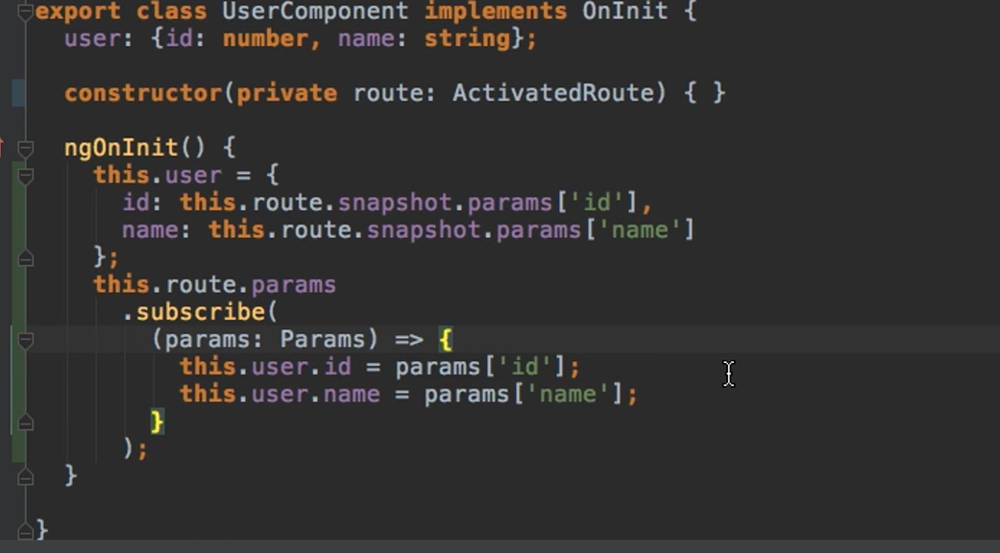 export class UserComponent implements OnInit {
user: {id: number, name: string};
constructor(private route: ActivatedRoute) { }
ngOnInit() {
this.user = {
id: this.route.snapshot.params['id'],
name: this.route.snapshot.params['name']
};
this.route.params
.subscribe(
(params: Params) => {
this.user.id = params['id'];
this.user.name = params['name'];
}
);
}
}